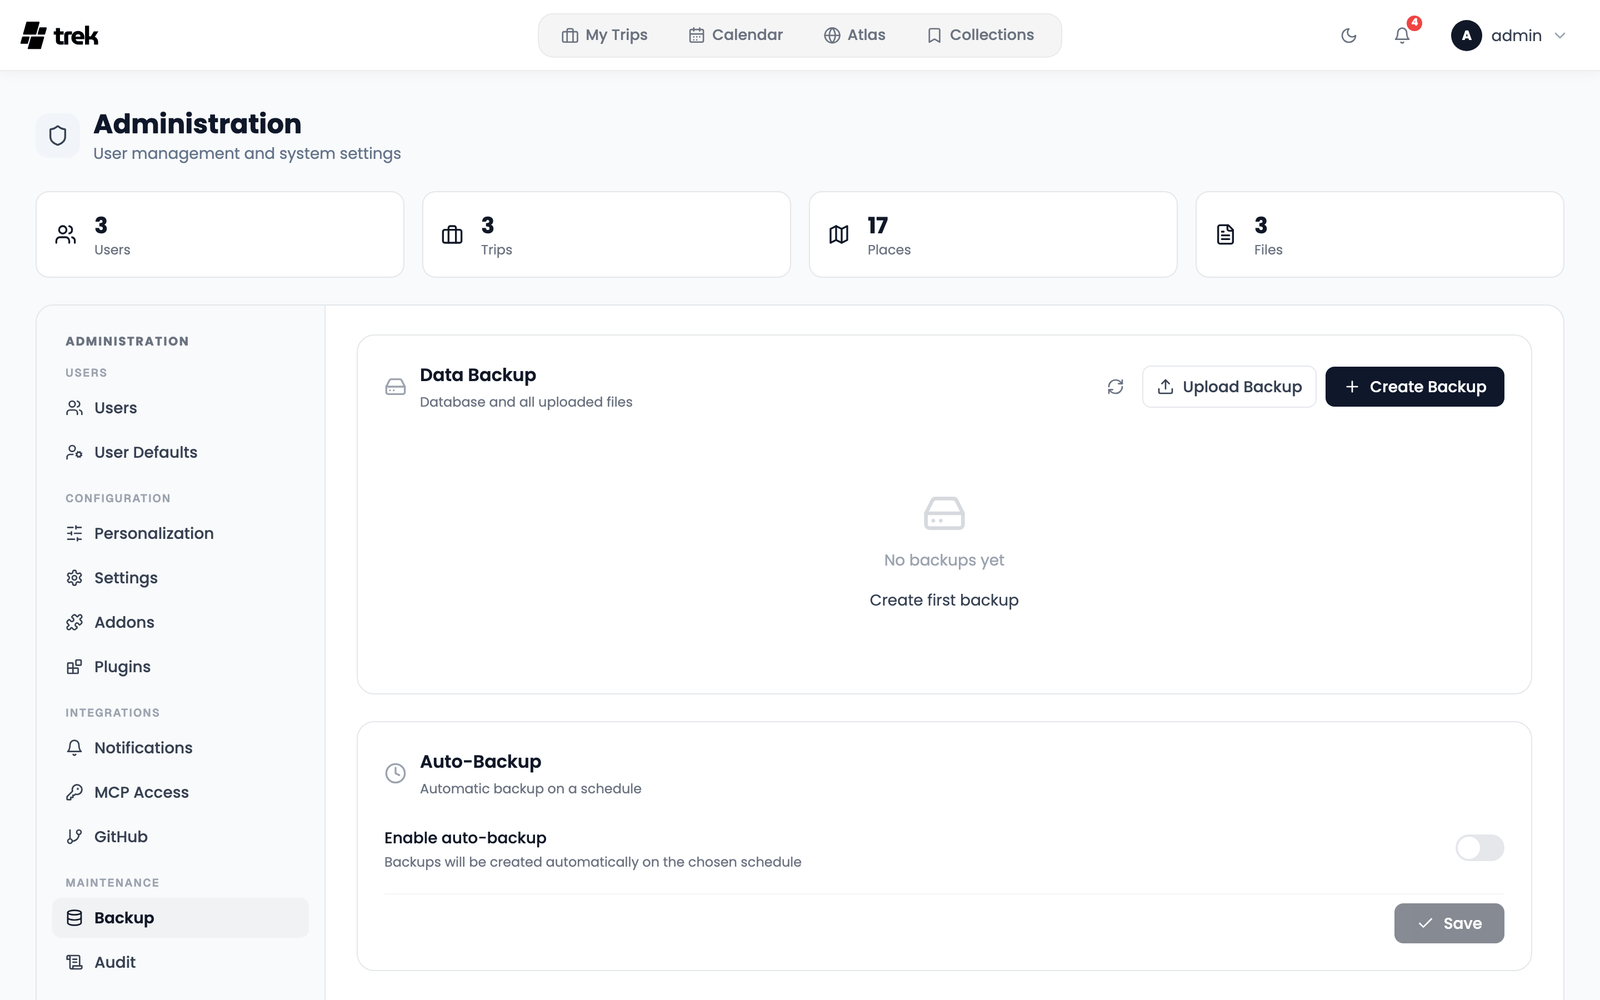 trek
My Trips
Calendar
Atlas
Collections
4
A
admin
Administration
User management and system settings
3
Users
3
Trips
17
Places
3
Files
ADMINISTRATION
USERS
Users
User Defaults
CONFIGURATION
Personalization
Settings
Addons
Plugins
INTEGRATIONS
Notifications
MCP Access
GitHub
MAINTENANCE
Backup
Audit
Data Backup
Database and all uploaded files
Upload Backup
Create Backup
No backups yet
Create first backup
Auto-Backup
Automatic backup on a schedule
Enable auto-backup
Backups will be created automatically on the chosen schedule
Save